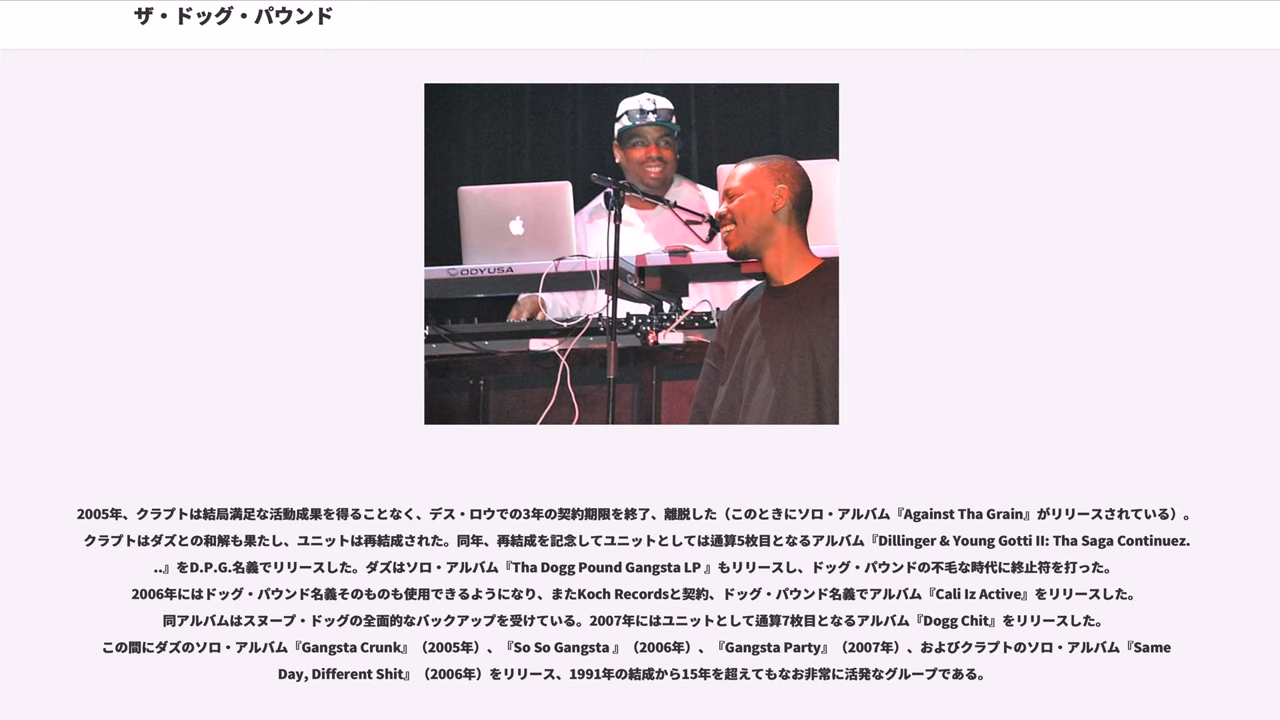 ザ・ドッグ・パウンド
ODYUSA
2005年、クラプトは結局満足な活動成果を得ることなく、デス・ロウでの3年の契約期限を終了、離脱した（このときにソロ・アルバム『Against Tha Grain』がリリースされている）。
クラプトはダズとの和解も果たし、ユニットは再結成された。同年、再結成を記念してユニットとしては通算5枚目となるアルバム『Dillinger & Young Gotti II: Tha Saga Continuez.
..』をD.P.G.名義でリリースした。ダズはソロ・アルバム『Tha Dogg Pound Gangsta LP 』もリリースし、ドッグ・パウンドの不毛な時代に終止符を打った。
2006年にはドッグ・パウンド名義そのものも使用できるようになり、またKoch Recordsと契約、ドッグ・パウンド名義でアルバム『Cali Iz Active』をリリースした。
同アルバムはスヌープ・ドッグの全面的なバックアップを受けている。2007年にはユニットとして通算7枚目となるアルバム『Dogg Chit』をリリースした。
この間にダズのソロ・アルバム『Gangsta Crunk』（2005年）、『So So Gangsta 』（2006年）、『Gangsta Party』（2007年）、およびクラプトのソロ・アルバム『Same
Day, Different Shit』（2006年）をリリース、1991年の結成から15年を超えてもなお非常に活発なグループである。